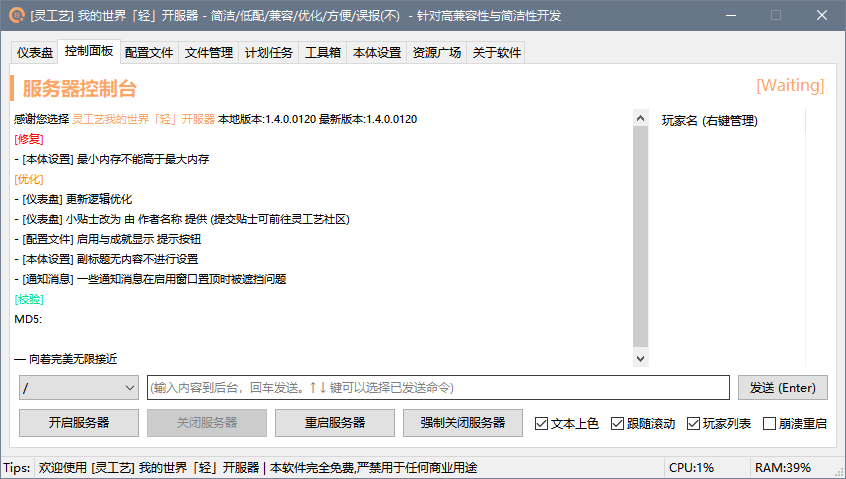 [灵工艺] 我的世界「轻」开服器 - 简洁/低配/兼容/优化/方便/误报(不) - 针对高兼容性与简洁性开发
仪表盘 控制面板 配置文件 文件管理 计划任务 工具箱 本体设置 资源广场 关于软件
服务器控制台
[Waiting]
感谢您选择 灵工艺我的世界「轻」开服器 本地版本:1.4.0.0120 最新版本:1.4.0.0120
玩家名 (右键管理)
[修复]
- [本体设置] 最小内存不能高于最大内存
[优化]
- [仪表盘] 更新逻辑优化
- [仪表盘] 小贴士改为 由 作者名称 提供 (提交贴士可前往灵工艺社区)
- [配置文件] 启用与成就显示 提示按钮
- [本体设置] 副标题无内容不进行设置
- [通知消息] 一些通知消息在启用窗口置顶时被遮挡问题
[校验]
MD5:
— 向着完美无限接近
/ (输入内容到后台，回车发送。↑↓键可以选择已发送命令) 发送 (Enter)
开启服务器 关闭服务器 重启服务器 强制关闭服务器 文本上色 跟随滚动 玩家列表 崩溃重启
Tips: 欢迎使用 [灵工艺] 我的世界「轻」开服器 | 本软件完全免费,严禁用于任何商业用途 CPU:1% RAM:39%